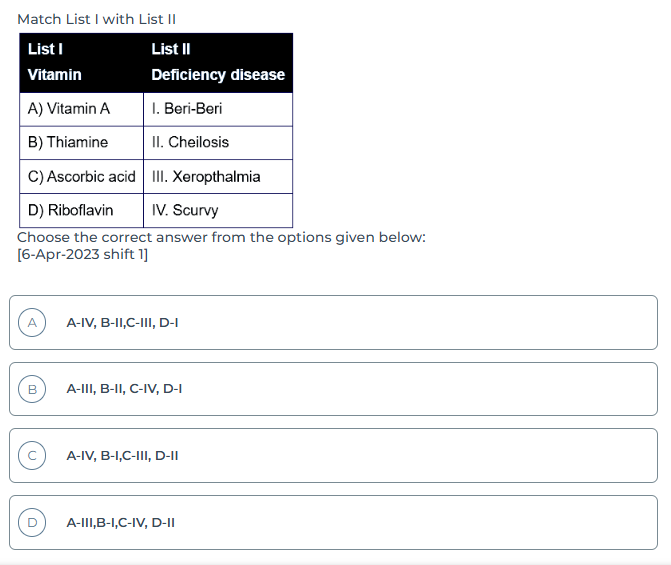 Match List I with List II
List I List II
Vitamin Deficiency disease
A) Vitamin A I. Beri-Beri
B) Thiamine II. Cheilosis
C) Ascorbic acid III. Xeropthalmia
D) Riboflavin IV. Scurvy
Choose the correct answer from the options given below:
[6-Apr-2023 shift 1]
A A-IV, B-II,C-III, D-I
B A-III, B-II, C-IV, D-I
C A-IV, B-I,C-III, D-II
D A-III,B-I,C-IV, D-II